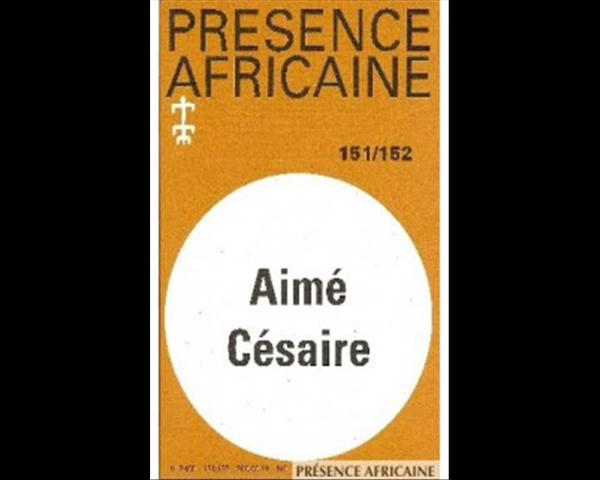 PRESENCE
AFRICAINE
151/152
Aimé
Césaire
PRÉSENCE AFRICAINE